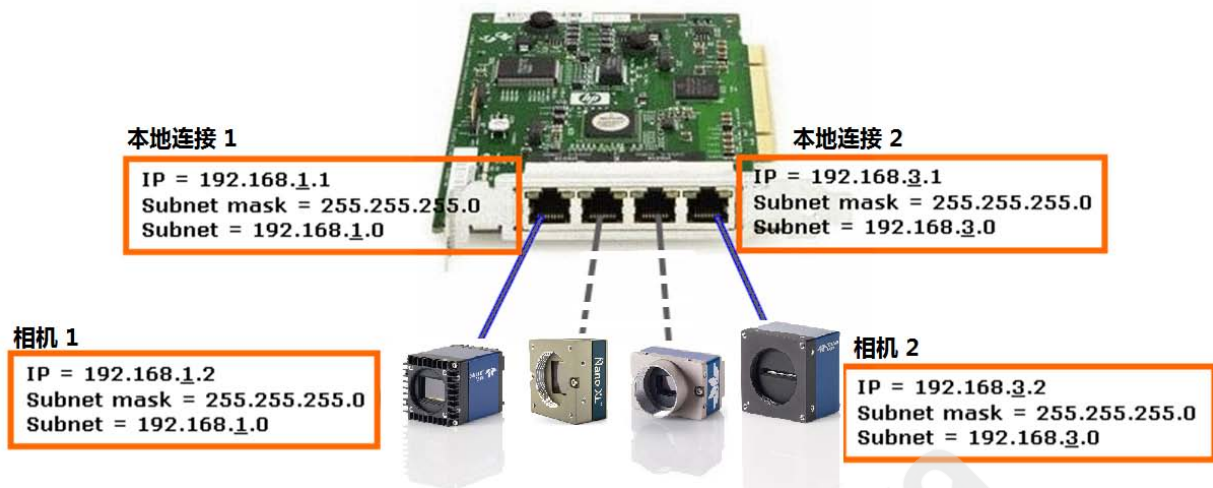 本地连接 1
IP = 192.168.1.1
Subnet mask = 255.255.255.0
Subnet = 192.168.1.0
本地连接 2
IP = 192.168.3.1
Subnet mask = 255.255.255.0
Subnet = 192.168.3.0
hp
相机 1
IP = 192.168.1.2
Subnet mask = 255.255.255.0
Subnet = 192.168.1.0
Nano XL
相机 2
IP = 192.168.3.2
Subnet mask = 255.255.255.0
Subnet = 192.168.3.0